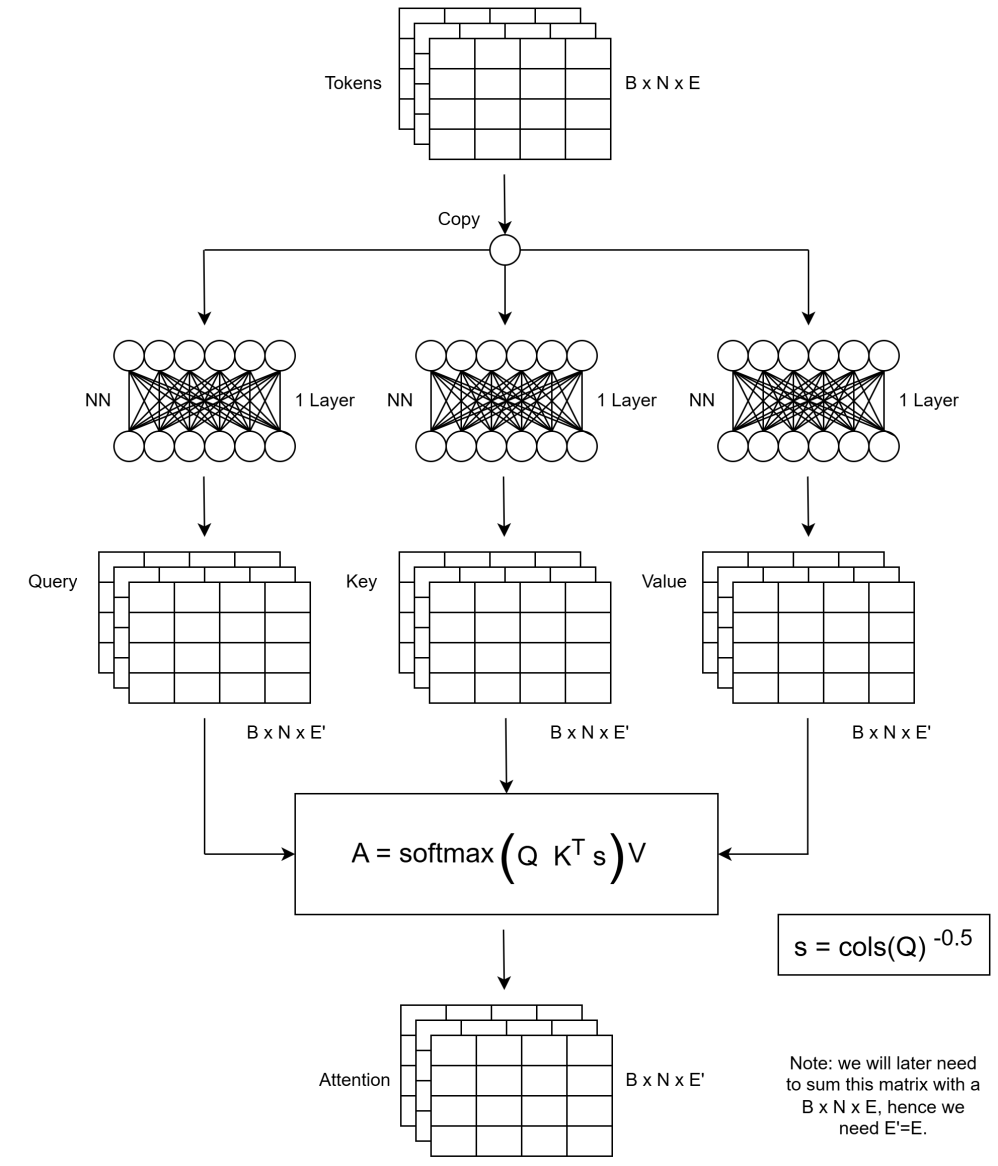 Tokens
B x N x E
Copy
NN
1 Layer
NN
1 Layer
NN
1 Layer
Query
Key
Value
B x N x E'
B x N x E'
B x N x E'
A = softmax(Q K^T s)V
s = cols(Q)^-0.5
Attention
B x N x E'
Note: we will later need
to sum this matrix with a
B x N x E, hence we
need E'=E.